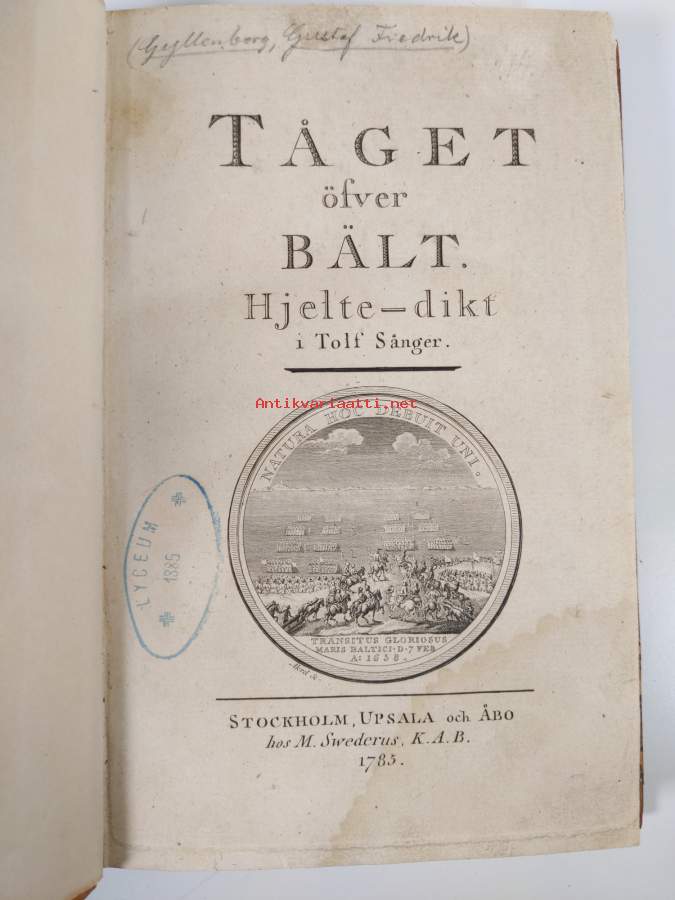 (Gyllenborg, Gustaf Fredrik)
TÅGET
öfver
BÄLT.
Hjelte-dikt
i Tolf Sånger.
Antikvariaatti.net
NATURA HOC DEBUIT UNI.
TRANSITUS GLORIOSUS
MARIS BALTICI·D·7 FEB
A: 1658.
LYCEUM
1885
STOCKHOLM, UPSALA och ÅBO
hos M. Swederus, K.A.B.
1785.